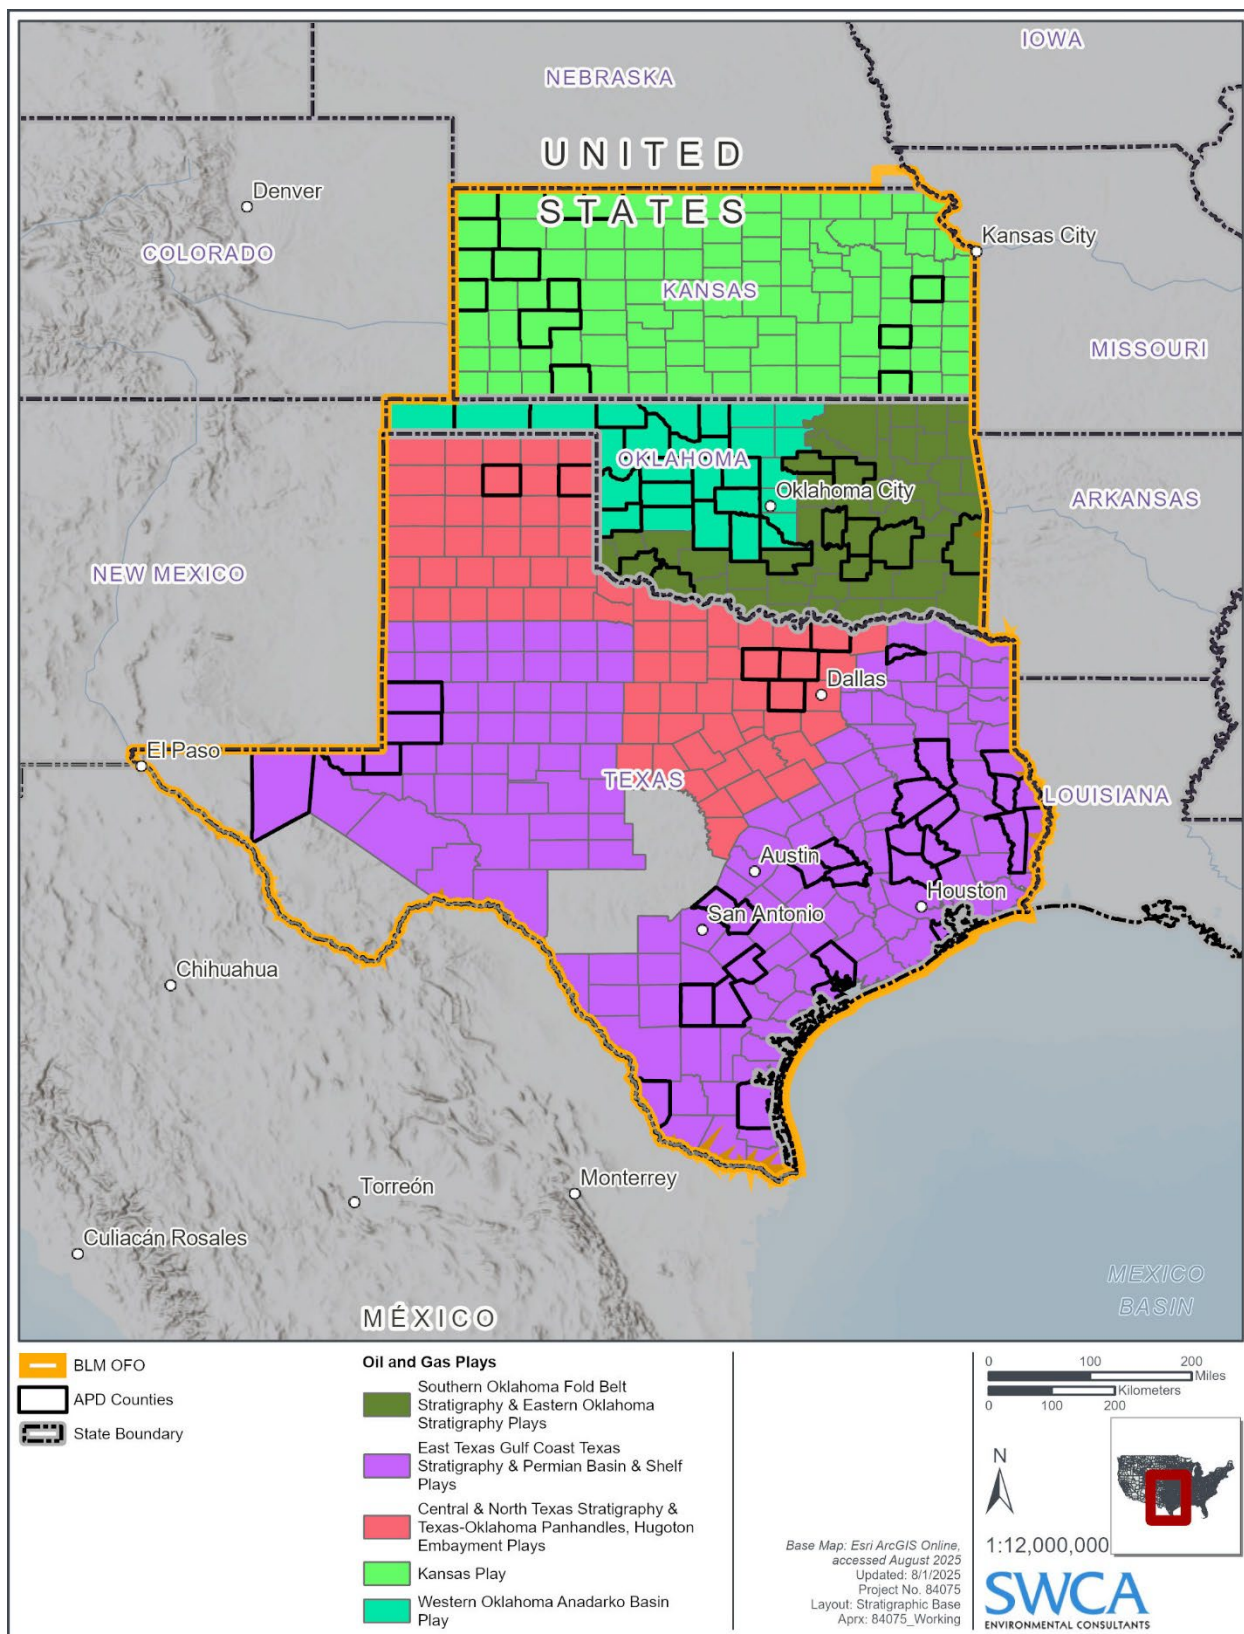 IOWA
NEBRASKA
UNITED
STATES
Denver
Kansas City
COLORADO
KANSAS
MISSOURI
OKLAHOMA
Oklahoma City
ARKANSAS
NEW MEXICO
Dallas
El Paso
TEXAS
LOUISIANA
Austin
Houston
San Antonio
Chihuahua
Monterrey
Torreón
Culiacán Rosales
MEXICO
BASIN
MÉXICO
BLM OFO
APD Counties
State Boundary
Oil and Gas Plays
Southern Oklahoma Fold Belt
Stratigraphy & Eastern Oklahoma
Stratigraphy Plays
East Texas Gulf Coast Texas
Stratigraphy & Permian Basin & Shelf
Plays
Central & North Texas Stratigraphy &
Texas-Oklahoma Panhandles, Hugoton
Embayment Plays
Kansas Play
Western Oklahoma Anadarko Basin
Play
Base Map: Esri ArcGIS Online,
accessed August 2025
Updated: 8/1/2025
Project No. 84075
Layout: Stratigraphic Base
Aprx: 84075_Working
0 100 200
Miles
Kilometers
0 100 200
N
1:12,000,000
SWCA
ENVIRONMENTAL CONSULTANTS